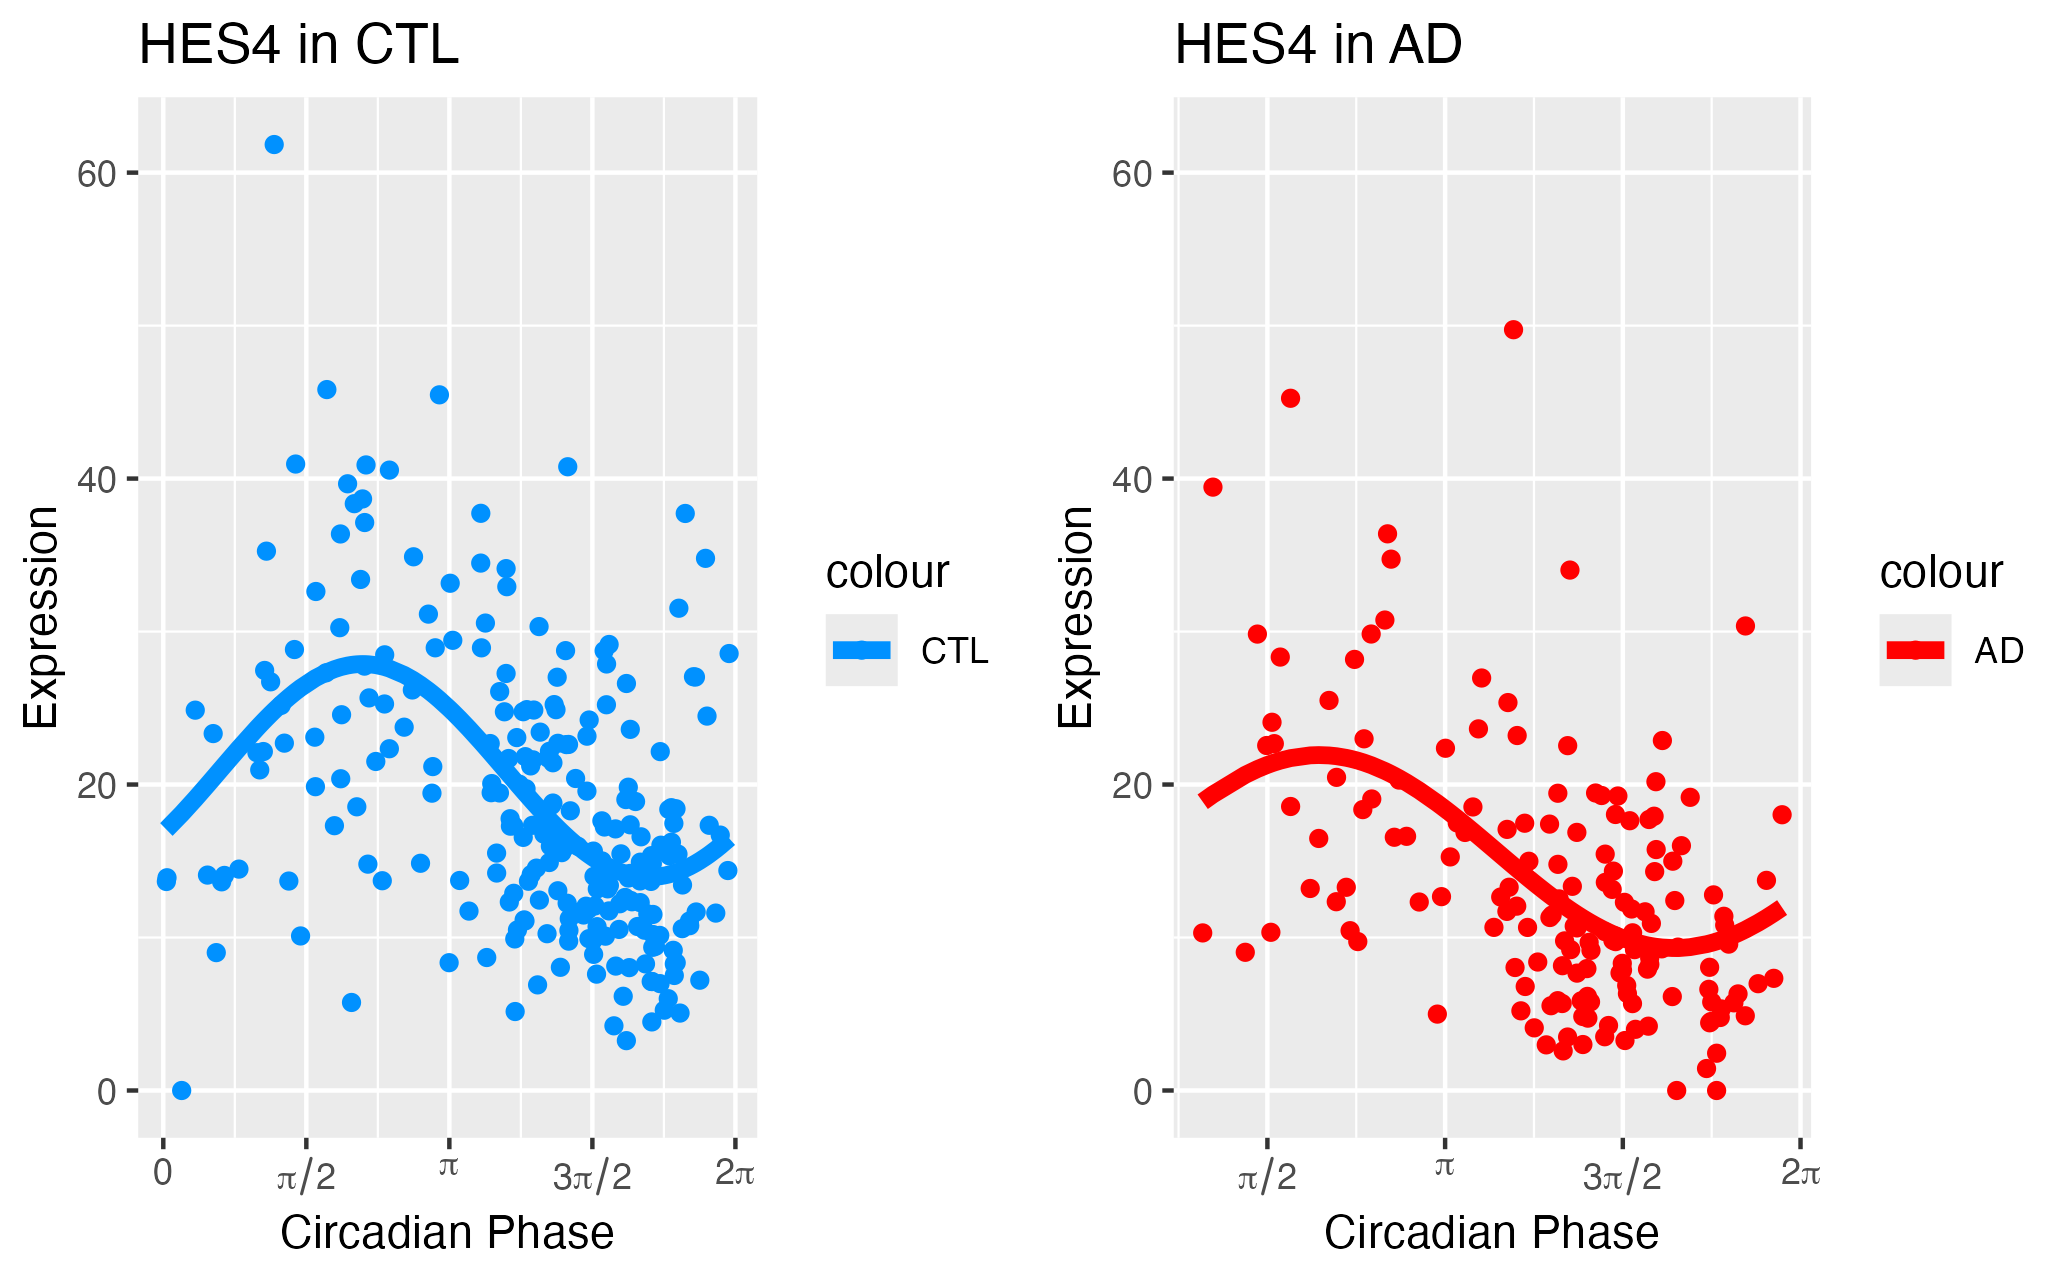 HES4 in CTL
60
40
20
0
Expression
0
π/2
π
3π/2
2π
Circadian Phase
colour
CTL
HES4 in AD
60
40
20
0
Expression
π/2
π
3π/2
2π
Circadian Phase
colour
AD